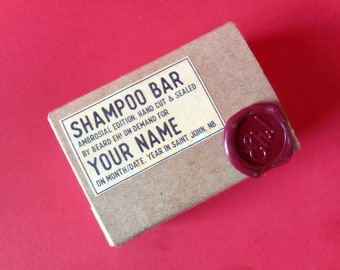 SHAMPOO BAR
AMBROSIAL EDITION. HAND CUT & SEALED
BY BEARD EH! ON DEMAND FOR
YOUR NAME
ON MONTH/DATE, YEAR IN SAINT JOHN, NB
Eh!